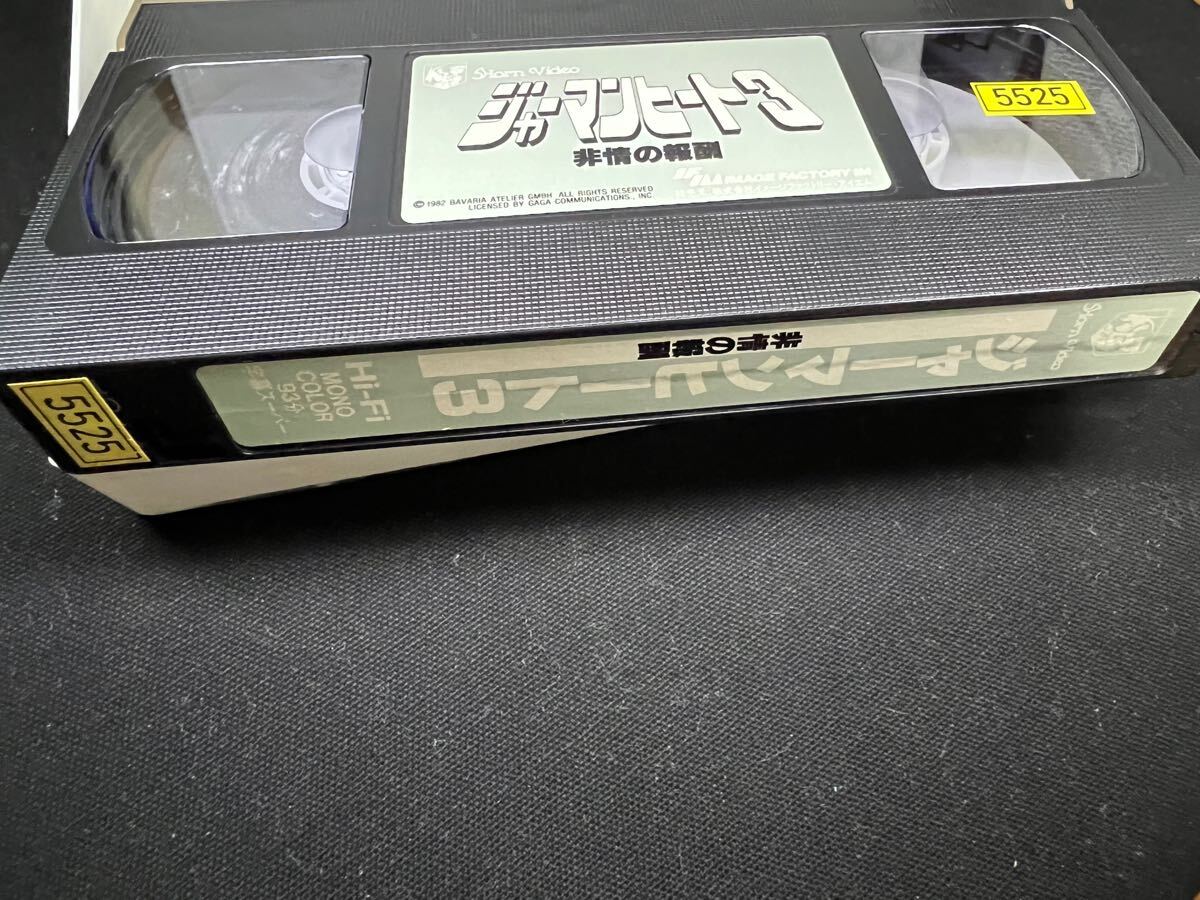 Storn Video
ジャーマンヒート3
非情の報酬
© 1982 BAVARIA ATELIER GMBH. ALL RIGHTS RESERVED
LICENSED BY GAGA COMMUNICATIONS., INC.
IMAGE FACTORY IM
5525
Storn Video
ジャーマンヒート3
非情の報酬
Hi-Fi
MONO
COLOR
93分
字幕スーパー
5525